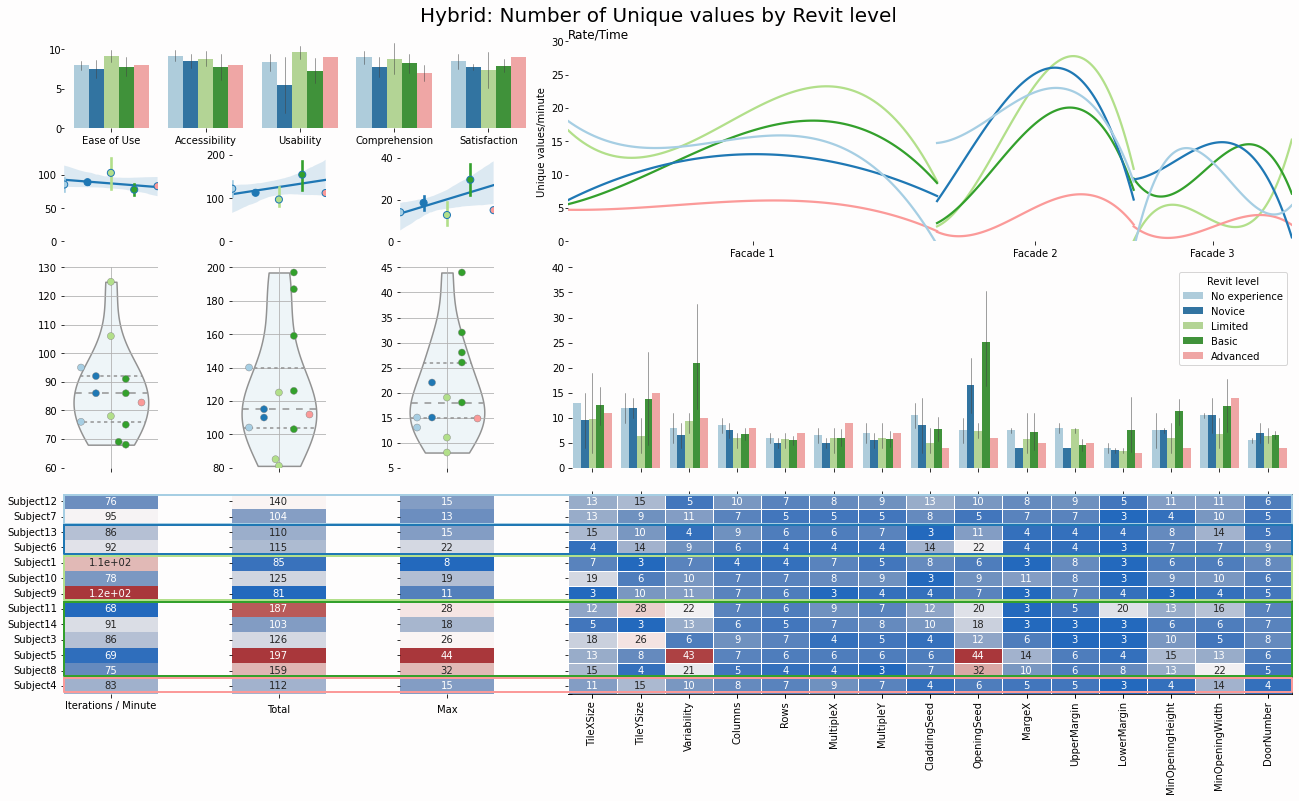 Hybrid: Number of Unique values by Revit level
10
5
0
Ease of Use Accessibility Usability Comprehension Satisfaction
Rate/Time
Unique values/minute
30
25
20
15
10
5
0
Facade 1 Facade 2 Facade 3
100
50
0
200
100
0
40
20
0
130
120
110
100
90
80
70
60
200
180
160
140
120
100
80
45
40
35
30
25
20
15
10
5
40
35
30
25
20
15
10
5
0
Revit level
No experience
Novice
Limited
Basic
Advanced
Subject12 76 140 15 13 15 5 10 7 8 9 13 10 8 9 5 11 11 6
Subject7 95 104 13 13 9 11 7 5 5 5 8 5 7 7 3 4 10 5
Subject13 86 110 15 15 10 4 9 6 6 7 3 11 4 4 4 8 14 5
Subject6 92 115 22 4 14 9 6 4 4 4 14 22 4 4 3 7 7 9
Subject1 1.1e+02 85 8 7 3 7 4 4 7 5 8 6 3 8 3 6 6 8
Subject10 78 125 19 19 6 10 7 7 8 9 3 9 11 8 3 9 10 6
Subject9 1.2e+02 81 11 3 10 11 7 6 3 4 4 7 3 7 4 3 4 5
Subject11 68 187 28 12 28 22 7 6 9 7 12 20 3 5 20 13 16 7
Subject14 91 103 18 5 3 13 6 5 7 8 10 18 3 3 3 6 6 7
Subject3 86 126 26 18 26 6 9 7 4 5 4 12 6 3 3 10 5 8
Subject5 69 197 44 13 8 43 7 6 6 6 6 44 14 6 4 15 13 6
Subject8 75 159 32 15 4 21 5 4 4 3 7 32 10 6 8 13 22 5
Subject4 83 112 15 11 15 10 8 7 9 7 4 6 5 5 3 4 14 4
Iterations / Minute Total Max
TileXSize
TileYSize
Variability
Columns
Rows
MultipleX
MultipleY
CladdingSeed
OpeningSeed
MargeX
UpperMargin
LowerMargin
MinOpeningHeight
MinOpeningWidth
DoorNumber